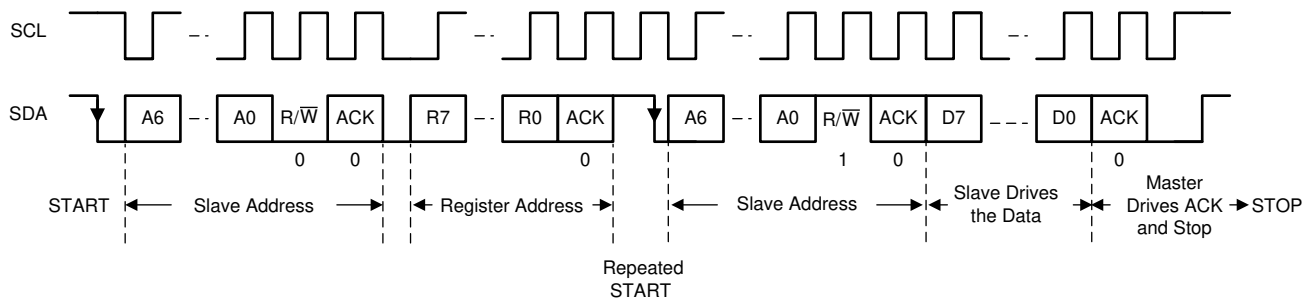 SCL
SDA A6 A0 R/W̅ ACK R7 R0 ACK A6 A0 R/W̅ ACK D7 D0 ACK
0 0 0 1 0 0
START Slave Address Register Address Slave Address Slave Drives the Data Master Drives ACK and Stop STOP
Repeated
START